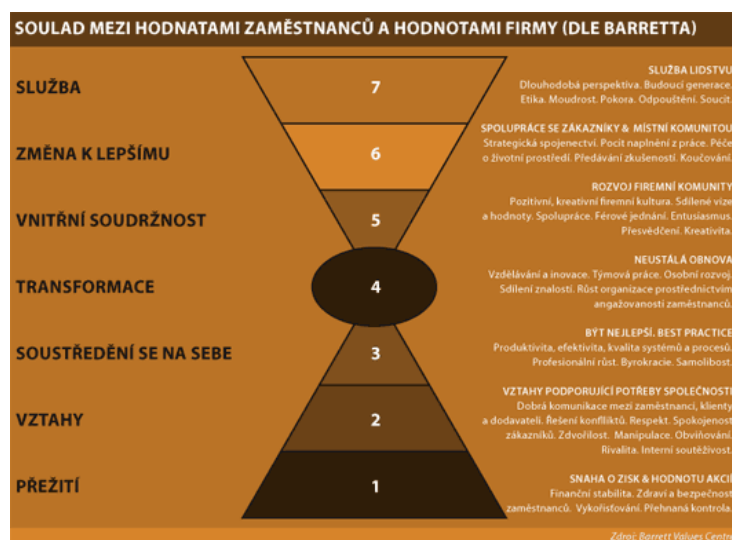 SOULAD MEZI HODNATAMI ZAMĚSTNANCŮ A HODNOTAMI FIRMY (DLE BARRETTA)
SLUŽBA
7
SLUŽBA LIDSTVU
Dlouhodobá perspektiva. Budoucí generace.
Etika. Moudrost. Pokora. Odpouštění. Soucit.
ZMĚNA K LEPŠÍMU
6
SPOLUPRÁCE SE ZÁKAZNÍKY & MÍSTNÍ KOMUNITOU
Strategická spojenectví. Pocit naplnění z práce. Péče
o životní prostředí. Předávání zkušeností. Koučování.
VNITŘNÍ SOUDRŽNOST
5
ROZVOJ FIREMNÍ KOMUNITY
Pozitivní, kreativní firemní kultura. Sdílené vize
a hodnoty. Spolupráce. Férové jednání. Entusiasmus.
Přesvědčení. Kreativita.
TRANSFORMACE
4
NEUSTÁLÁ OBNOVA
Vzdělávání a inovace. Týmová práce. Osobní rozvoj.
Sdílení znalostí. Růst organizace prostřednictvím
angažovanosti zaměstnanců.
SOUSTŘEDĚNÍ SE NA SEBE
3
BÝT NEJLEPŠÍ. BEST PRACTICE
Produktivita, efektivita, kvalita systémů a procesů.
Profesionální růst. Byrokracie. Samolibost.
VZTAHY
2
VZTAHY PODPORUJÍCÍ POTŘEBY SPOLEČNOSTI
Dobrá komunikace mezi zaměstnanci, klienty
a dodavateli. Řešení konfliktů. Respekt. Spokojenost
zákazníků. Zdvořilost. Manipulace. Obviňování.
Rivalita. Interní soutěživost.
PŘEŽITÍ
1
SNAHA O ZISK & HODNOTU AKCIÍ
Finanční stabilita. Zdraví a bezpečnost
zaměstnanců. Vykořisťování. Přehnaná kontrola.
Zdroj: Barrett Values Centre